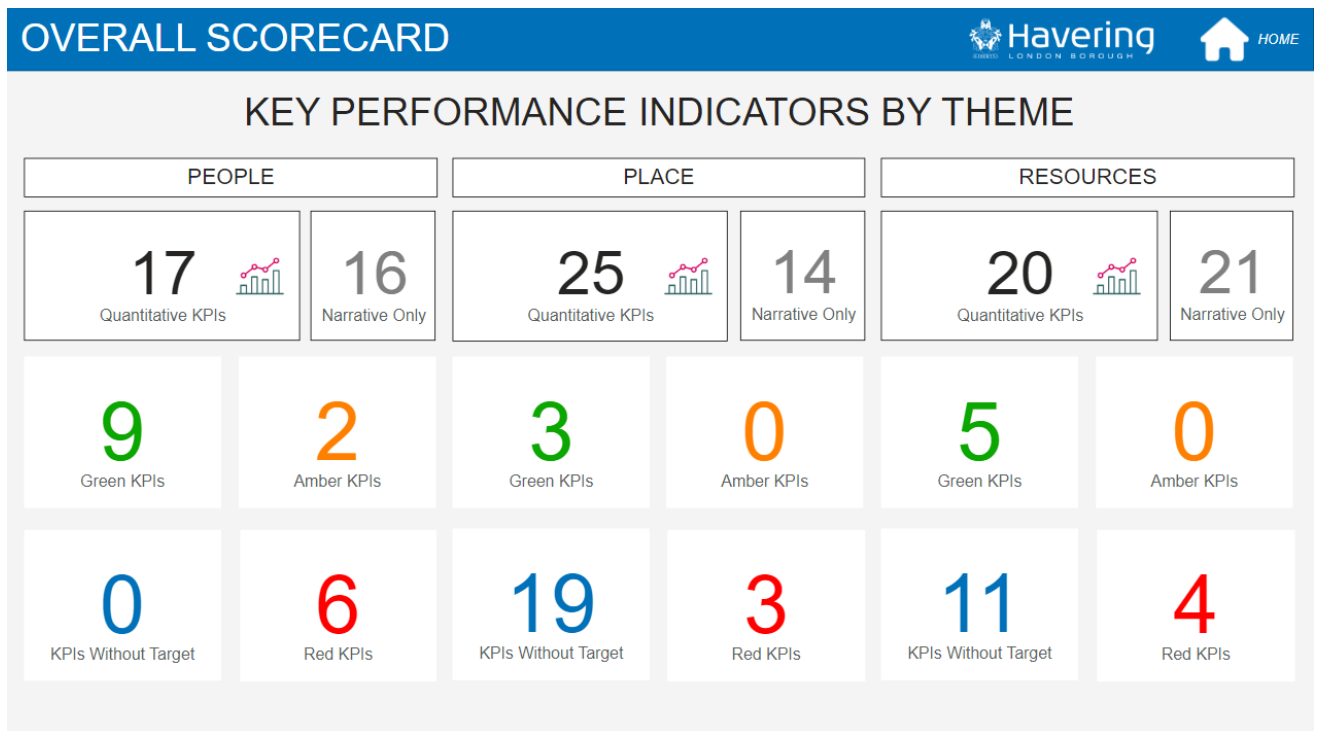 OVERALL SCORECARD
Havering
LONDON BOROUGH
HOME
KEY PERFORMANCE INDICATORS BY THEME
PEOPLE
PLACE
RESOURCES
17
Quantitative KPIs
16
Narrative Only
25
Quantitative KPIs
14
Narrative Only
20
Quantitative KPIs
21
Narrative Only
9
Green KPIs
2
Amber KPIs
3
Green KPIs
0
Amber KPIs
5
Green KPIs
0
Amber KPIs
0
KPIs Without Target
6
Red KPIs
19
KPIs Without Target
3
Red KPIs
11
KPIs Without Target
4
Red KPIs